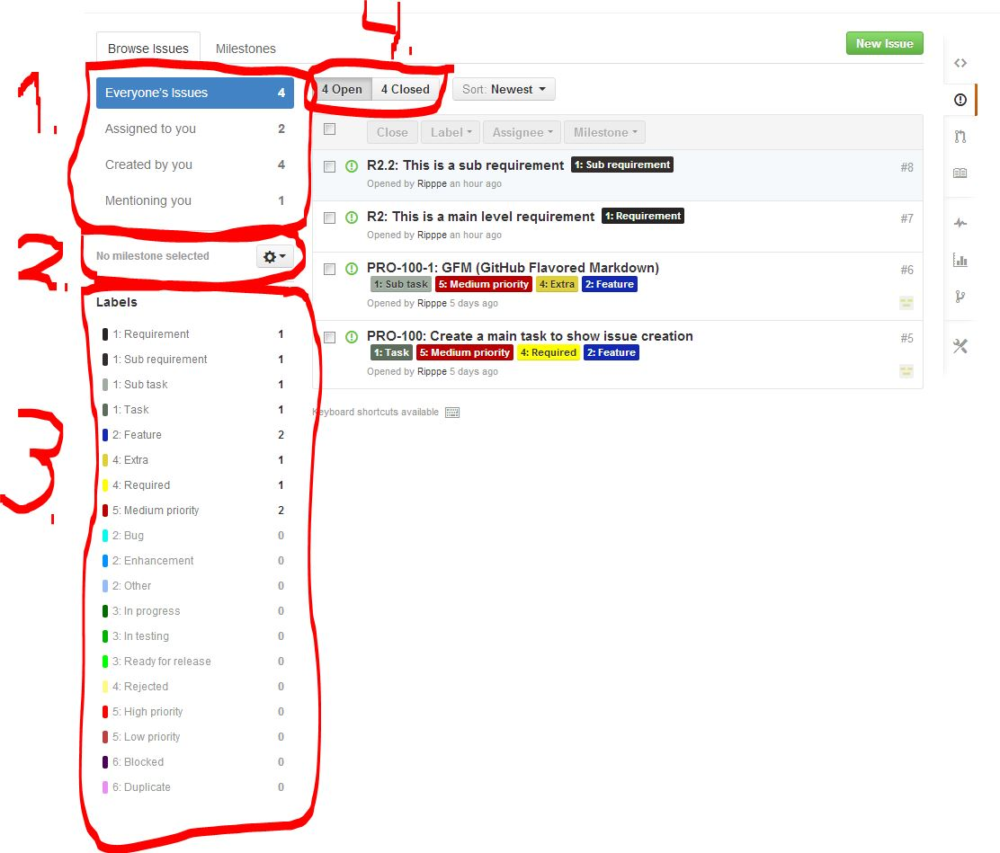 4.
Browse Issues Milestones New Issue
1.
Everyone's Issues 4
4 Open 4 Closed Sort: Newest
Assigned to you 2
Close Label Assignee Milestone
Created by you 4
R2.2: This is a sub requirement 1: Sub requirement #8
Opened by Ripppe an hour ago
Mentioning you 1
R2: This is a main level requirement 1: Requirement #7
Opened by Ripppe an hour ago
2.
No milestone selected
PRO-100-1: GFM (GitHub Flavored Markdown) #6
1: Sub task 5: Medium priority 4: Extra 2: Feature
Opened by Ripppe 5 days ago
PRO-100: Create a main task to show issue creation #5
1: Task 5: Medium priority 4: Required 2: Feature
Opened by Ripppe 5 days ago
Keyboard shortcuts available
3.
Labels
1: Requirement 1
1: Sub requirement 1
1: Sub task 1
1: Task 1
2: Feature 2
4: Extra 1
4: Required 1
5: Medium priority 2
2: Bug 0
2: Enhancement 0
2: Other 0
3: In progress 0
3: In testing 0
3: Ready for release 0
4: Rejected 0
5: High priority 0
5: Low priority 0
6: Blocked 0
6: Duplicate 0